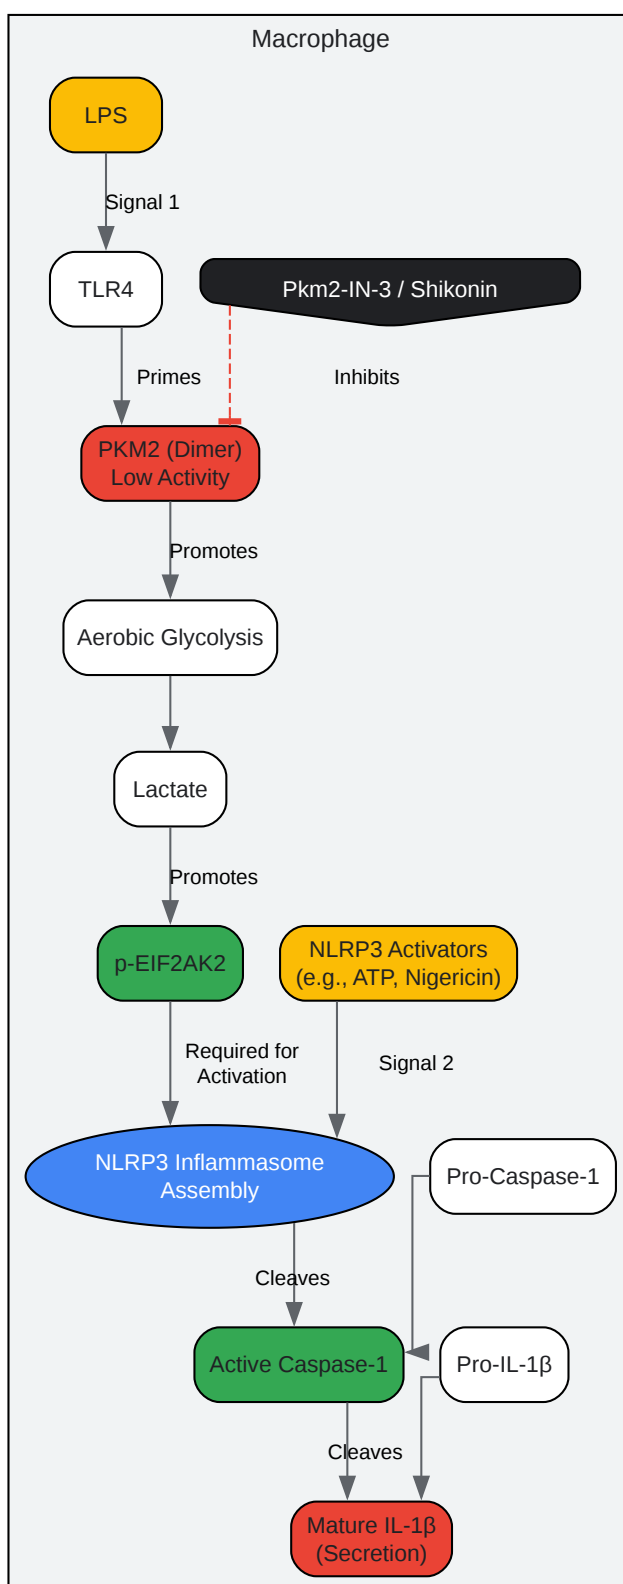 Macrophage
LPS
Signal 1
TLR4
Pkm2-IN-3 / Shikonin
Primes
Inhibits
PKM2 (Dimer)
Low Activity
Promotes
Aerobic Glycolysis
Lactate
Promotes
p-EIF2AK2
NLRP3 Activators
(e.g., ATP, Nigericin)
Required for
Activation
Signal 2
NLRP3 Inflammasome
Assembly
Pro-Caspase-1
Cleaves
Active Caspase-1
Pro-IL-1β
Cleaves
Mature IL-1β
(Secretion)